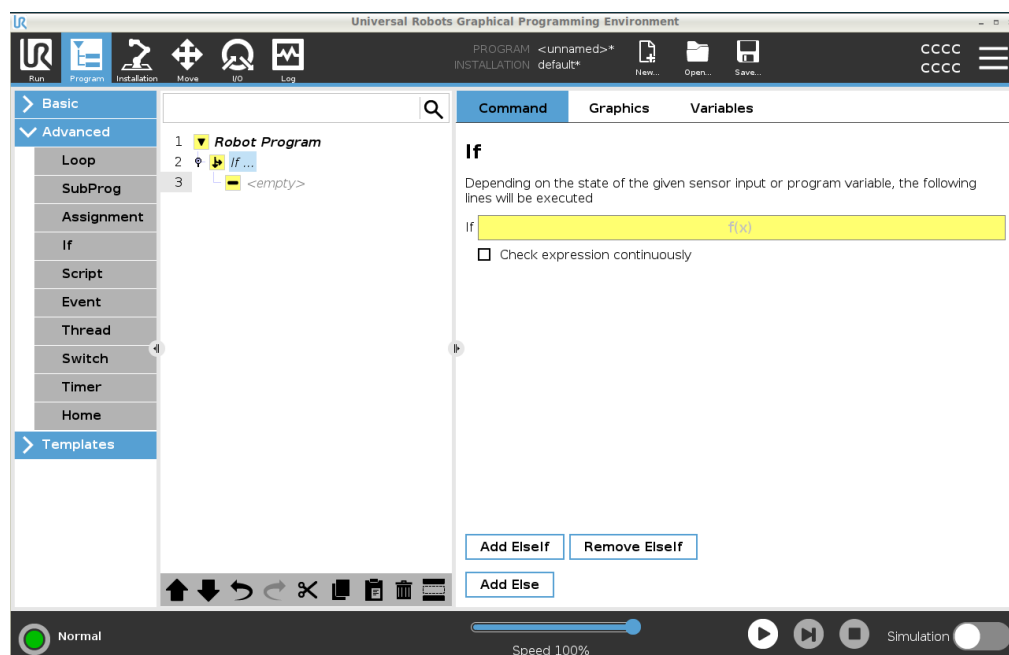 Universal Robots Graphical Programming Environment
UR
Run
Program
Installation
Move
I/O
Log
PROGRAM <unnamed>*
INSTALLATION default*
New...
Open...
Save...
CCCC
CCCC
Basic
Advanced
Loop
SubProg
Assignment
If
Script
Event
Thread
Switch
Timer
Home
Templates
1 Robot Program
2 If ...
3 <empty>
Command Graphics Variables
If
Depending on the state of the given sensor input or program variable, the following
lines will be executed
If f(x)
Check expression continuously
Add ElseIf Remove ElseIf
Add Else
Normal
Speed 100%
Simulation